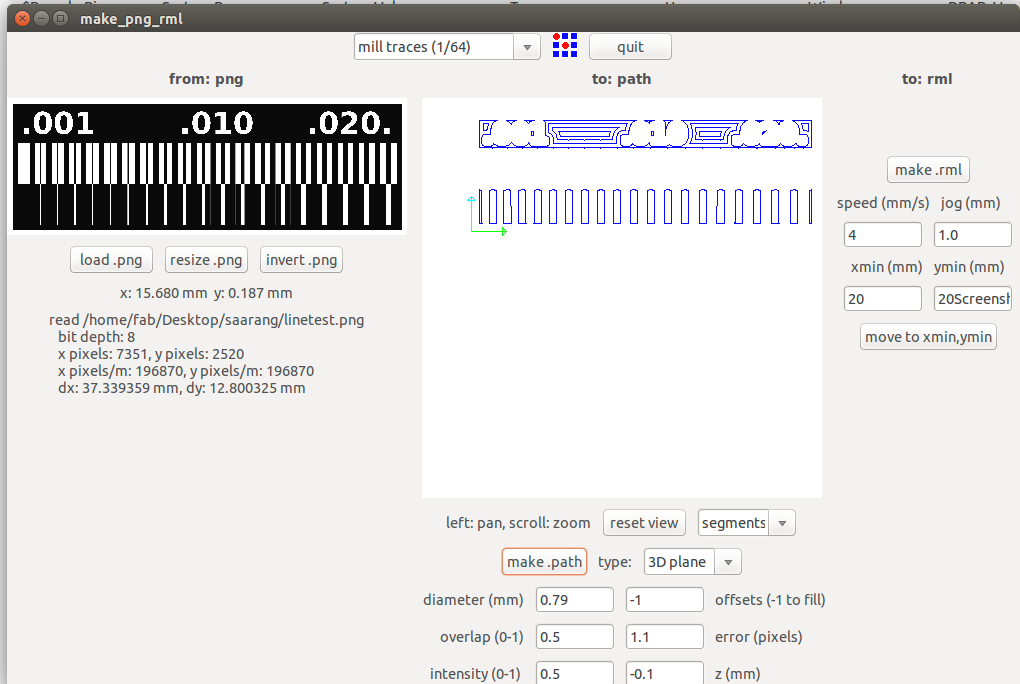 make_png_rml
mill traces (1/64) quit
from: png to: path to: rml
.001 .010 .020.
make .rml
speed (mm/s) jog (mm)
4 1.0
load .png resize .png invert .png
xmin (mm) ymin (mm)
x: 15.680 mm y: 0.187 mm
20 20Screensh
read /home/fab/Desktop/saarang/linetest.png
bit depth: 8
move to xmin,ymin
x pixels: 7351, y pixels: 2520
x pixels/m: 196870, y pixels/m: 196870
dx: 37.339359 mm, dy: 12.800325 mm
left: pan, scroll: zoom reset view segments
make .path type: 3D plane
diameter (mm) 0.79 -1 offsets (-1 to fill)
overlap (0-1) 0.5 1.1 error (pixels)
intensity (0-1) 0.5 -0.1 z (mm)